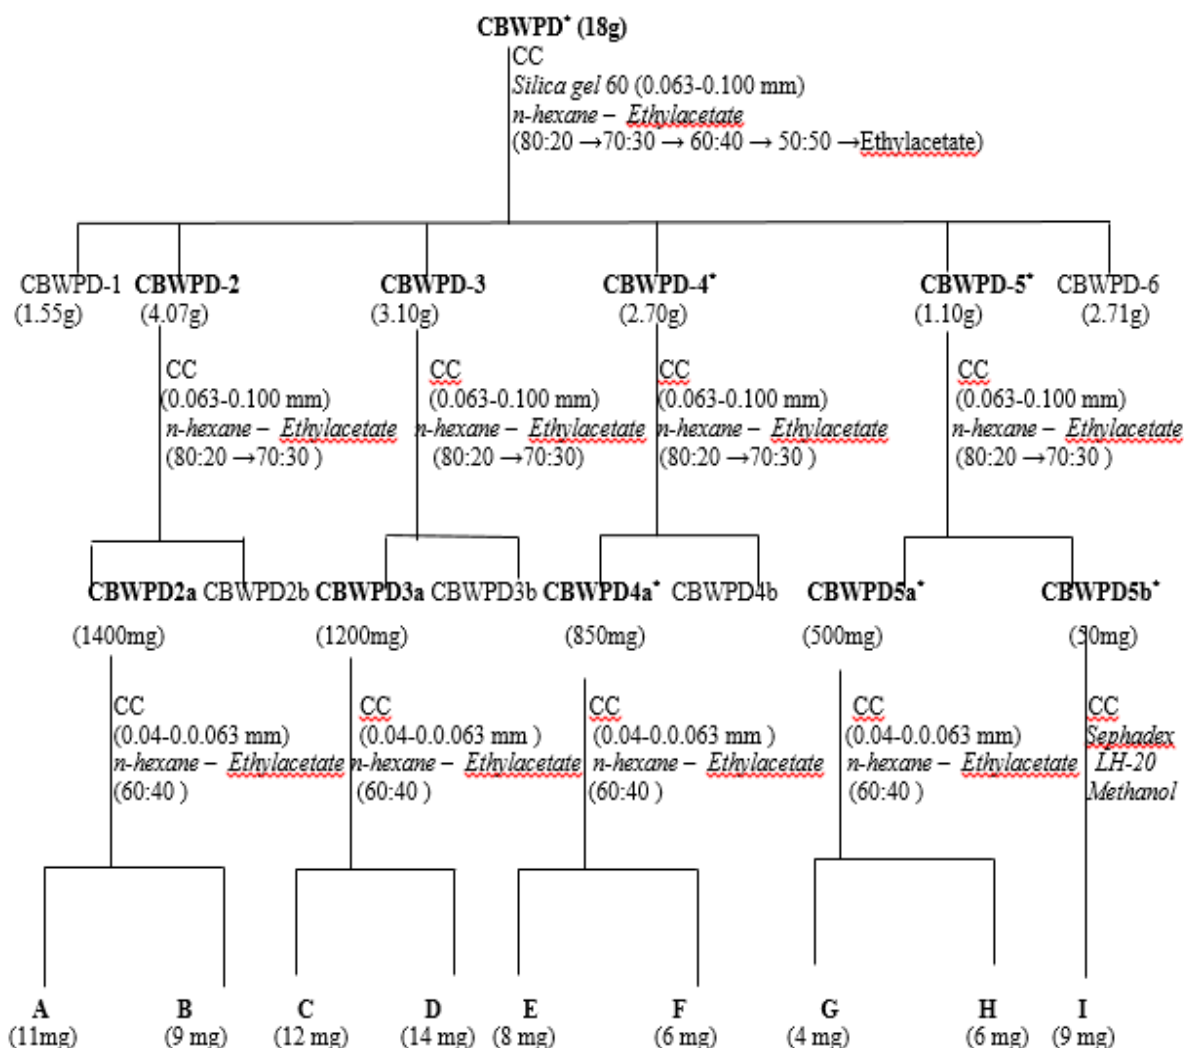 CBWPD* (18g)
CC
Silica gel 60 (0.063-0.100 mm)
n-hexane – Ethylacetate
(80:20 →70:30 → 60:40 → 50:50 →Ethylacetate)
CBWPD-1 CBWPD-2 CBWPD-3 CBWPD-4* CBWPD-5* CBWPD-6
(1.55g) (4.07g) (3.10g) (2.70g) (1.10g) (2.71g)
CC CC CC CC
(0.063-0.100 mm) (0.063-0.100 mm) (0.063-0.100 mm) (0.063-0.100 mm)
n-hexane – Ethylacetate n-hexane – Ethylacetate n-hexane – Ethylacetate n-hexane – Ethylacetate
(80:20 →70:30 ) (80:20 →70:30) (80:20 →70:30 ) (80:20 →70:30 )
CBWPD2a CBWPD2b CBWPD3a CBWPD3b CBWPD4a* CBWPD4b CBWPD5a* CBWPD5b*
(1400mg) (1200mg) (850mg) (500mg) (50mg)
CC CC CC CC CC
(0.04-0.0.063 mm) (0.04-0.0.063 mm ) (0.04-0.0.063 mm ) (0.04-0.0.063 mm) Sephadex
n-hexane – Ethylacetate n-hexane – Ethylacetate n-hexane – Ethylacetate n-hexane – Ethylacetate LH-20
(60:40 ) (60:40 ) (60:40 ) (60:40 ) Methanol
A B C D E F G H I
(11mg) (9 mg) (12 mg) (14 mg) (8 mg) (6 mg) (4 mg) (6 mg) (9 mg)